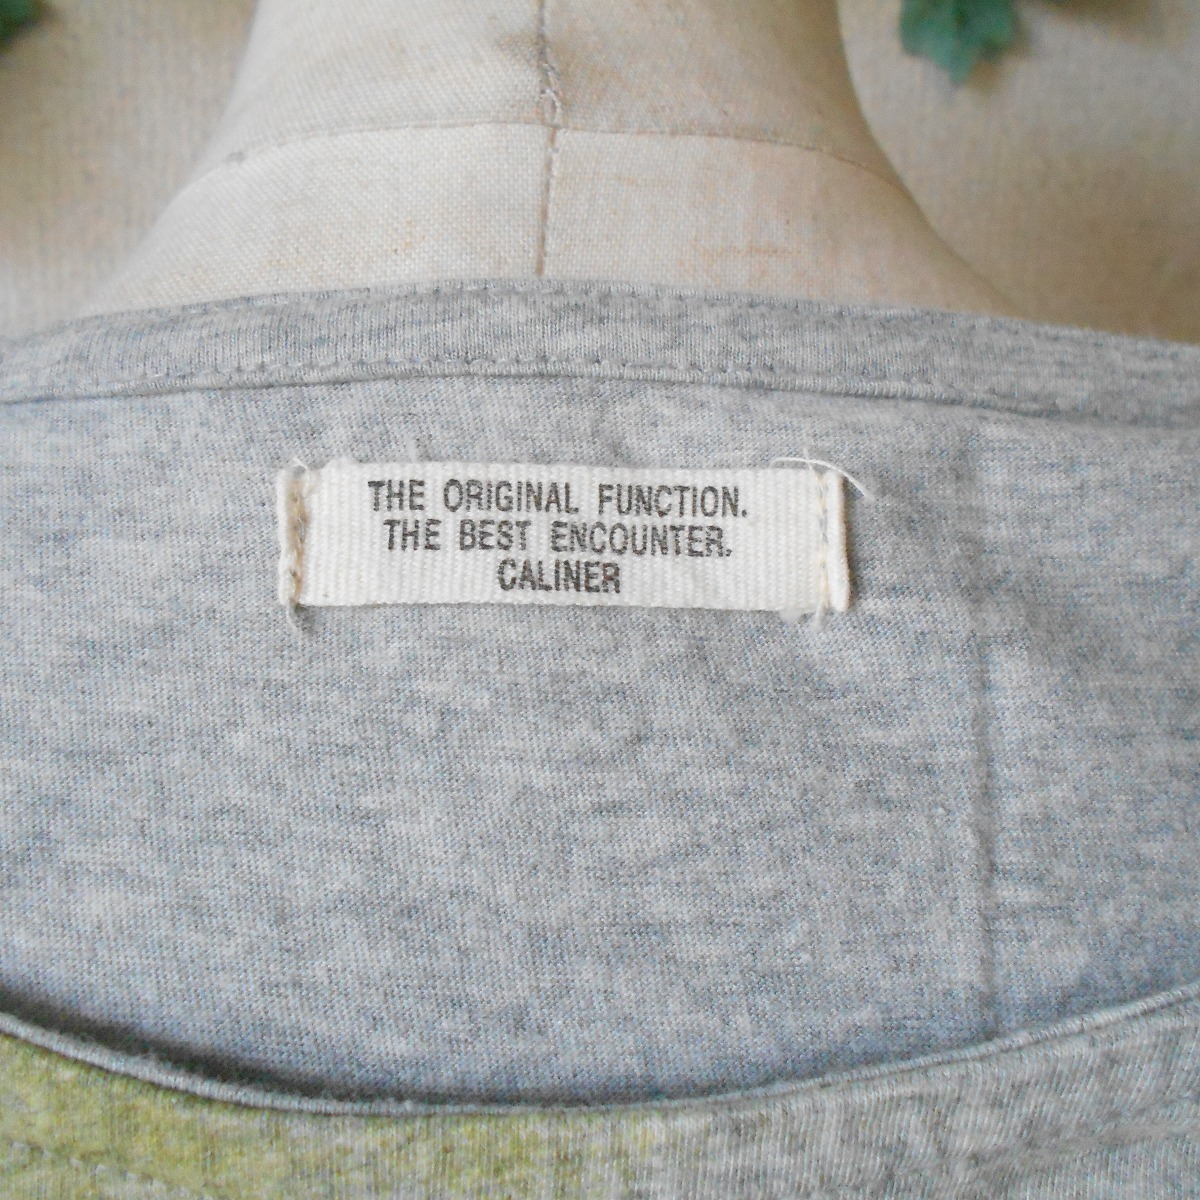 THE ORIGINAL FUNCTION.
THE BEST ENCOUNTER.
CALINER